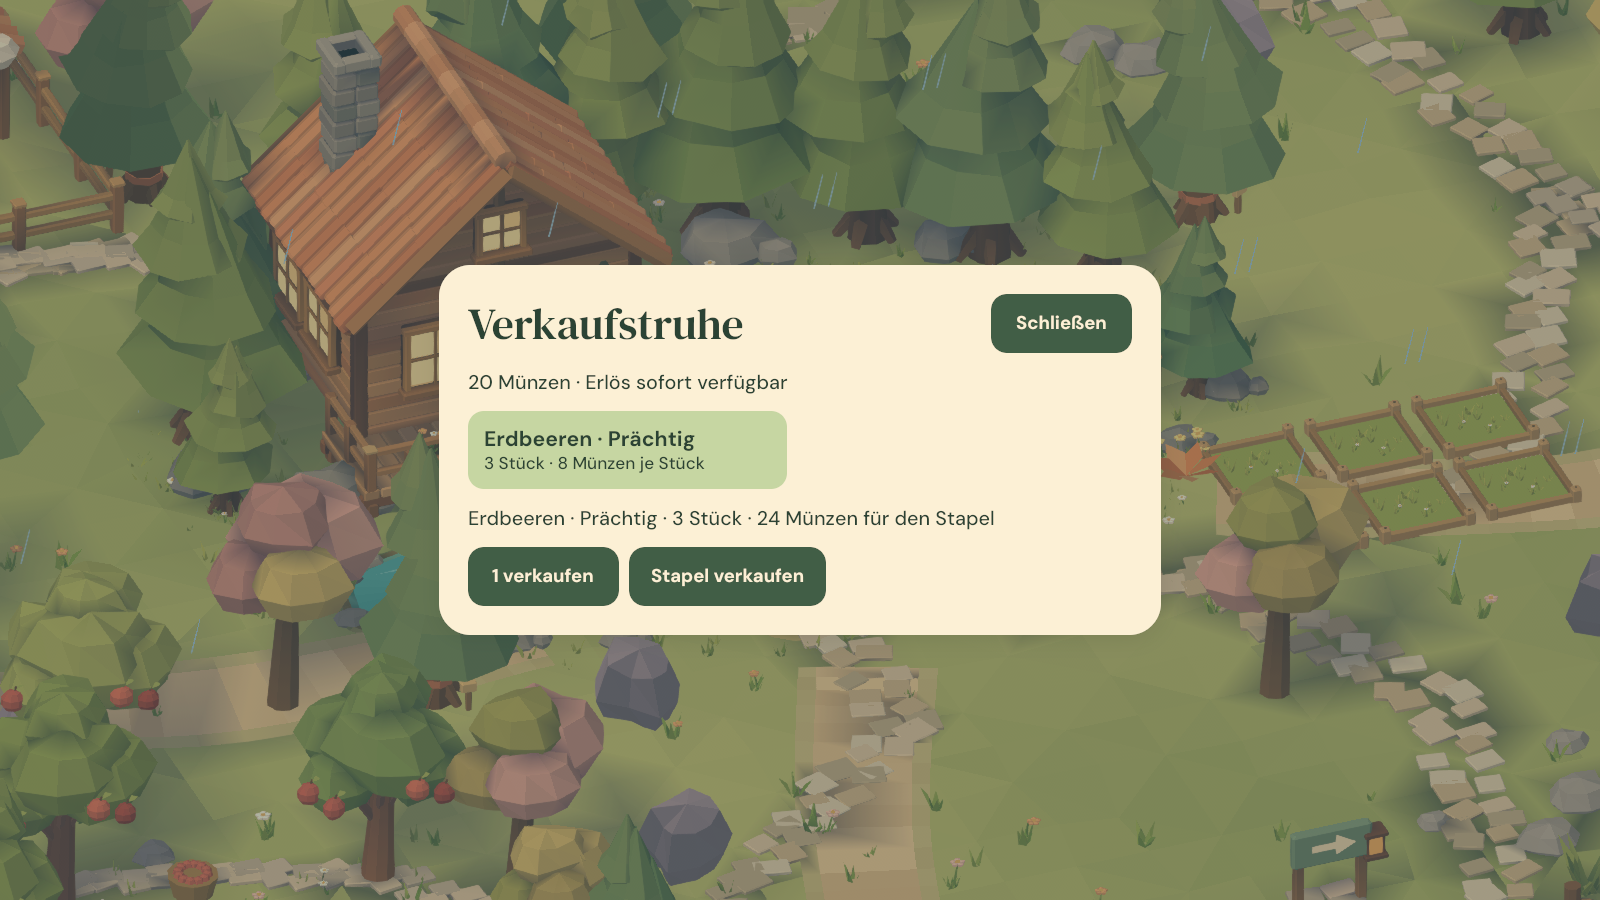 Verkaufstruhe
Schließen
20 Münzen · Erlös sofort verfügbar
Erdbeeren · Prächtig
3 Stück · 8 Münzen je Stück
Erdbeeren · Prächtig · 3 Stück · 24 Münzen für den Stapel
1 verkaufen
Stapel verkaufen